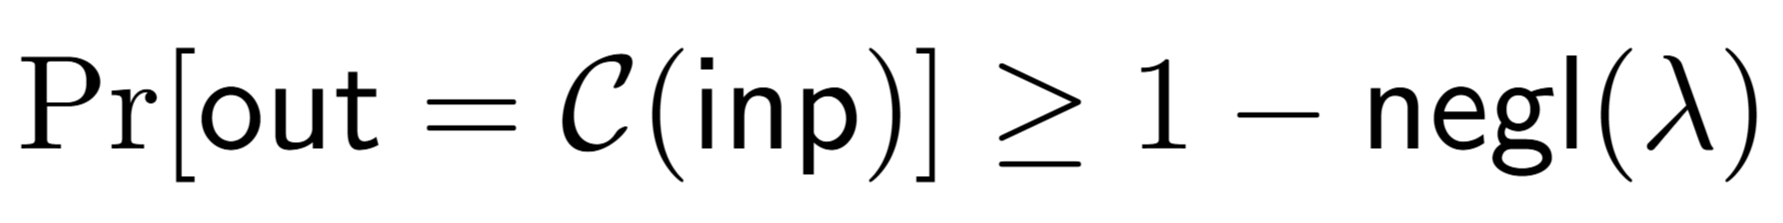 Pr[out = 𝒞(inp)] ≥ 1 − negl(λ)